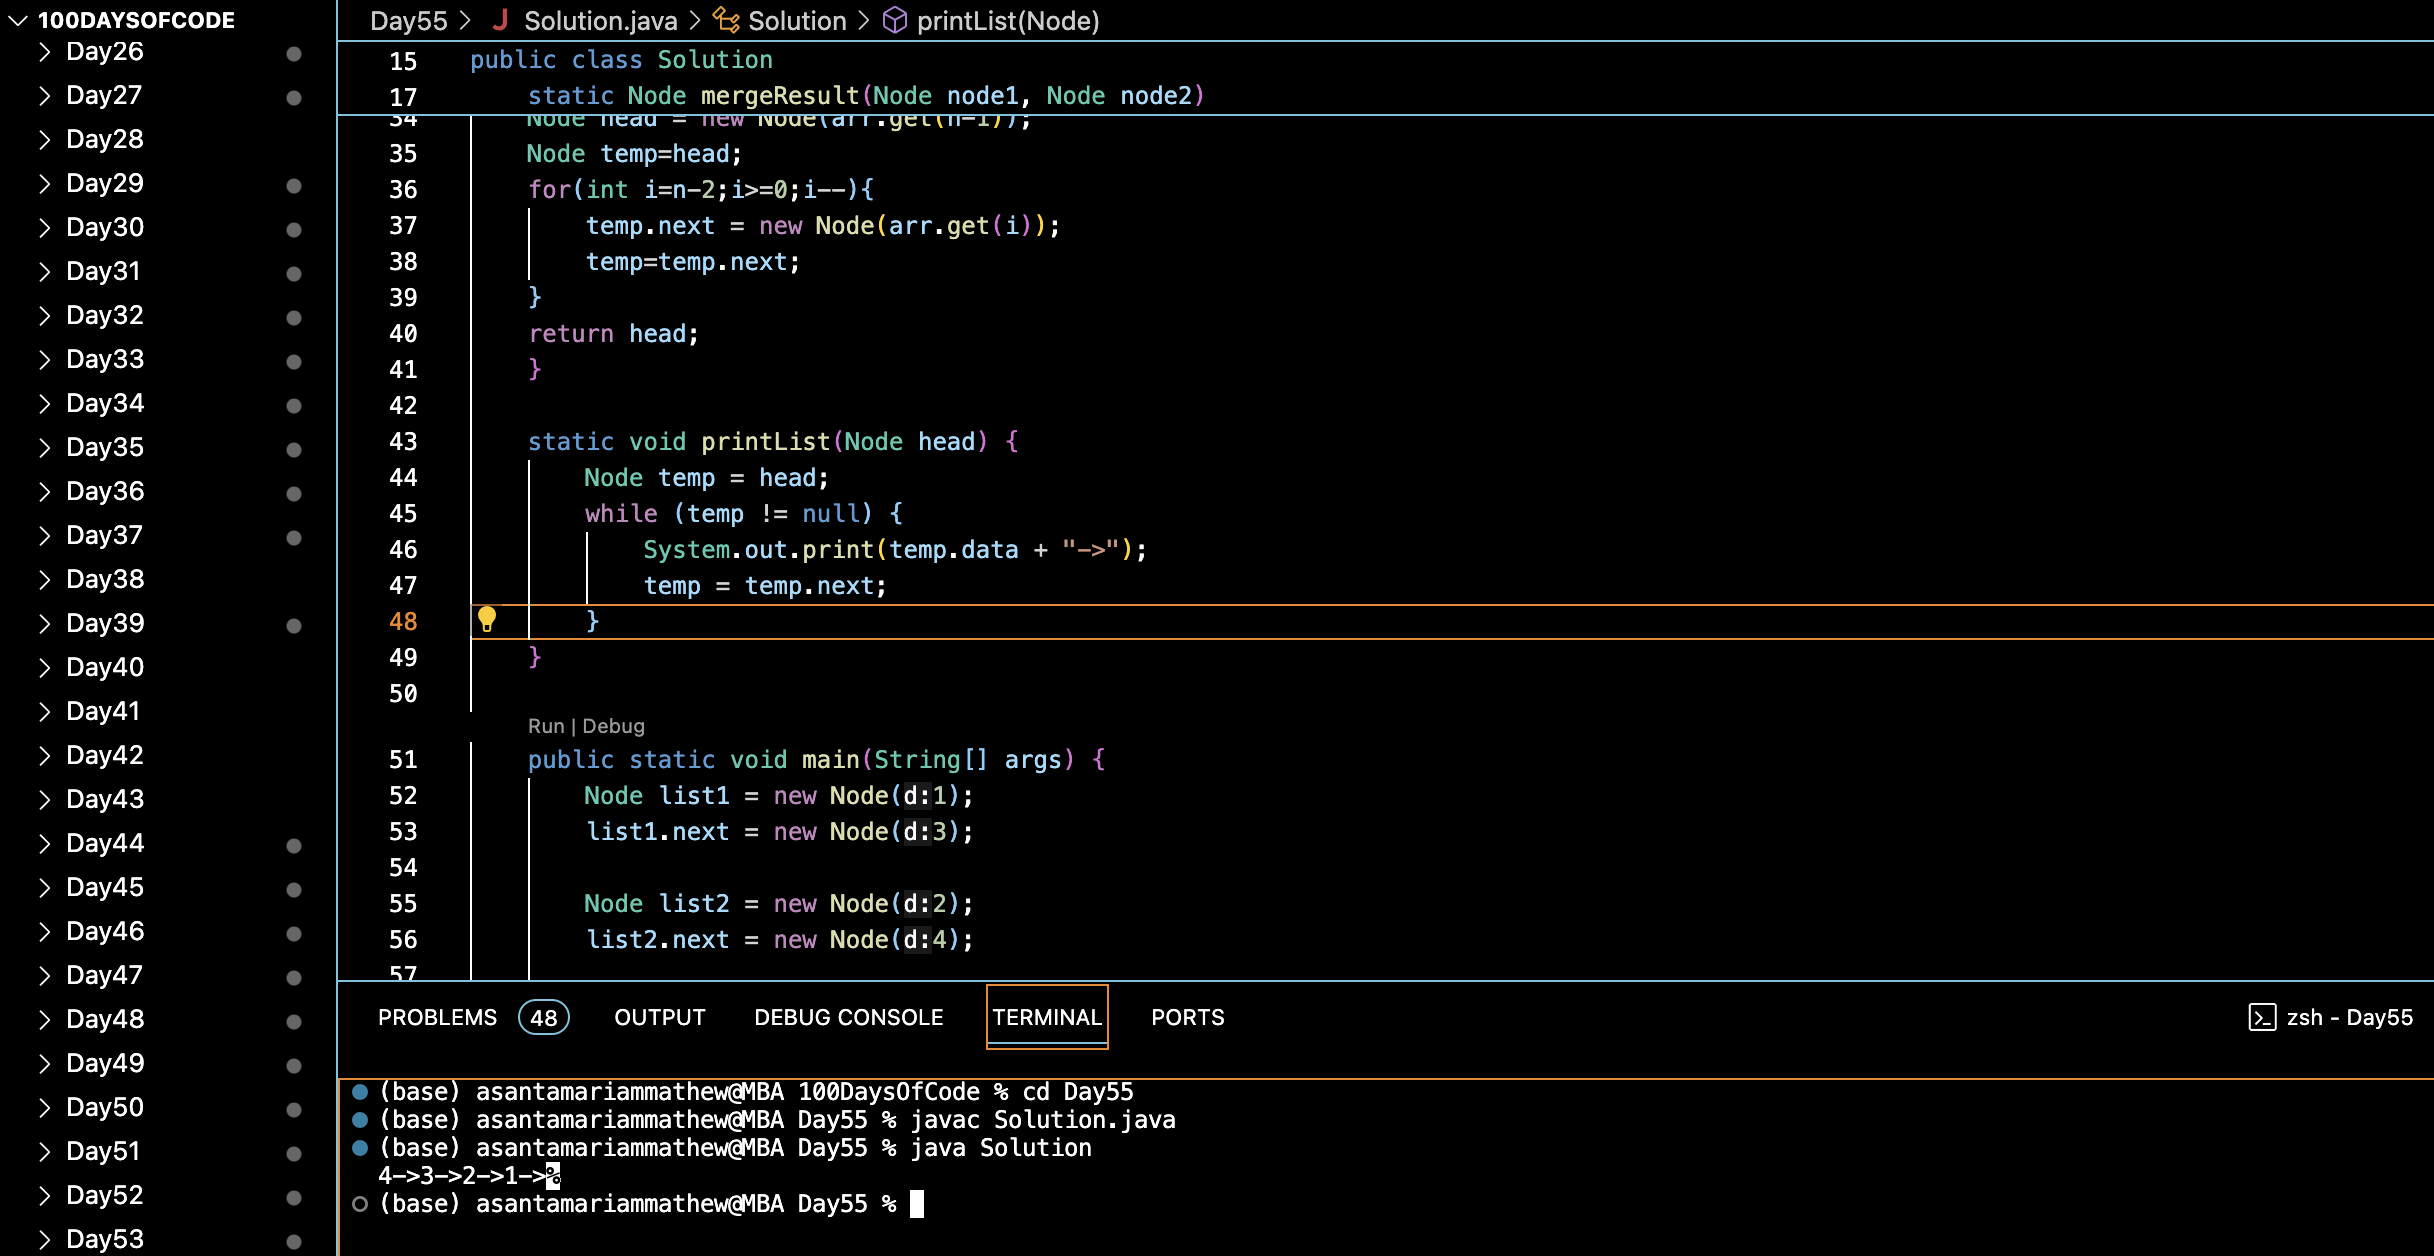 100DAYSOFCODE
Day26
Day27
Day28
Day29
Day30
Day31
Day32
Day33
Day34
Day35
Day36
Day37
Day38
Day39
Day40
Day41
Day42
Day43
Day44
Day45
Day46
Day47
Day48
Day49
Day50
Day51
Day52
Day53
Day55 > J Solution.java > Solution > printList(Node)
15 public class Solution
17 static Node mergeResult(Node node1, Node node2)
34 Node head = new Node(arr.get(n-1));
35 Node temp=head;
36 for(int i=n-2;i>=0;i--){
37 temp.next = new Node(arr.get(i));
38 temp=temp.next;
39 }
40 return head;
41 }
42
43 static void printList(Node head) {
44 Node temp = head;
45 while (temp != null) {
46 System.out.print(temp.data + "->");
47 temp = temp.next;
48 }
49 }
50
Run | Debug
51 public static void main(String[] args) {
52 Node list1 = new Node(d:1);
53 list1.next = new Node(d:3);
54
55 Node list2 = new Node(d:2);
56 list2.next = new Node(d:4);
57
PROBLEMS 48 OUTPUT DEBUG CONSOLE TERMINAL PORTS zsh - Day55
(base) asantamariammathew@MBA 100DaysOfCode % cd Day55
(base) asantamariammathew@MBA Day55 % javac Solution.java
(base) asantamariammathew@MBA Day55 % java Solution
4->3->2->1->%
(base) asantamariammathew@MBA Day55 %